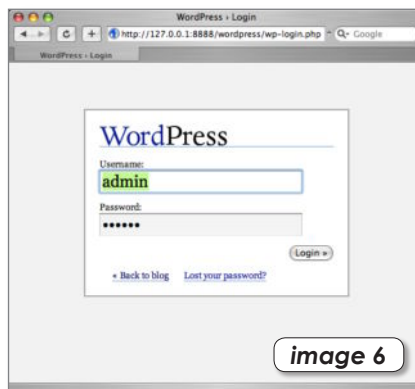 WordPress › Login
http://127.0.0.1:8888/wordpress/wp-login.php
Google
WordPress › Login
WordPress
Username:
admin
Password:
••••••
Login »
« Back to blog Lost your password?
image 6